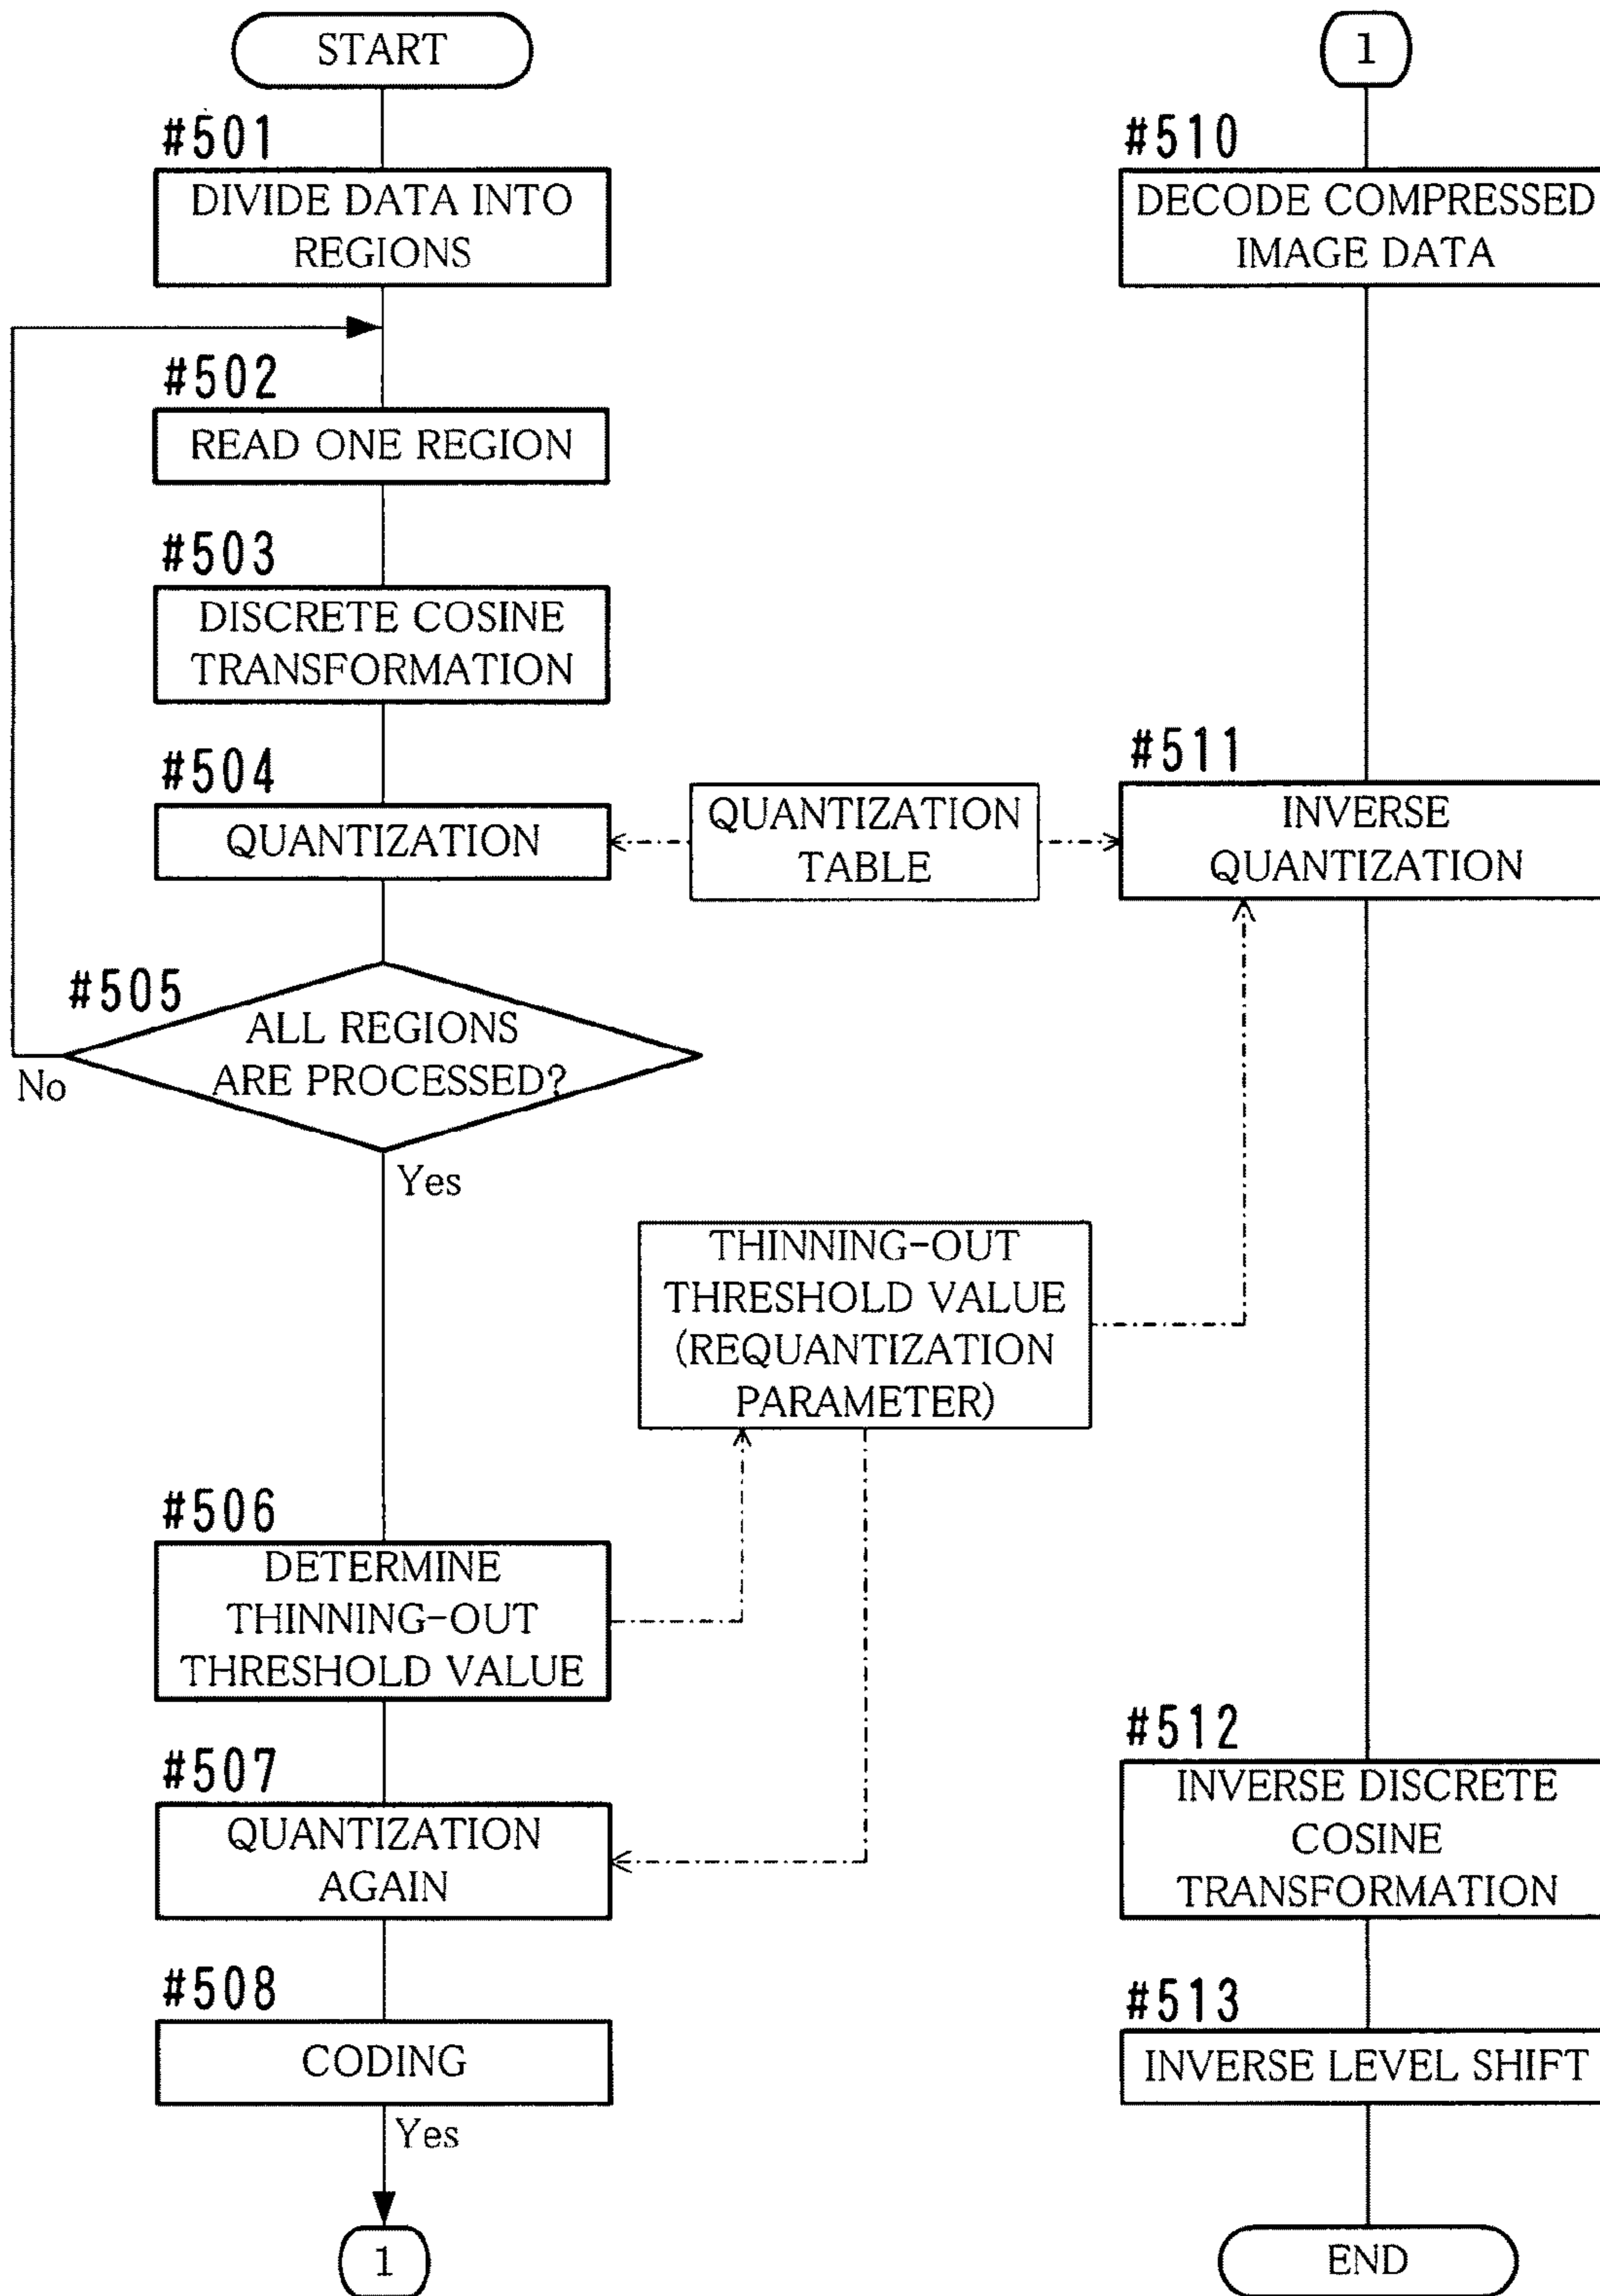 START
#501
DIVIDE DATA INTO
REGIONS
#502
READ ONE REGION
#503
DISCRETE COSINE
TRANSFORMATION
#504
QUANTIZATION
#505
ALL REGIONS
ARE PROCESSED?
No
Yes
#506
DETERMINE
THINNING-OUT
THRESHOLD VALUE
#507
QUANTIZATION
AGAIN
#508
CODING
Yes
1
QUANTIZATION
TABLE
THINNING-OUT
THRESHOLD VALUE
(REQUANTIZATION
PARAMETER)
1
#510
DECODE COMPRESSED
IMAGE DATA
#511
INVERSE
QUANTIZATION
#512
INVERSE DISCRETE
COSINE
TRANSFORMATION
#513
INVERSE LEVEL SHIFT
END